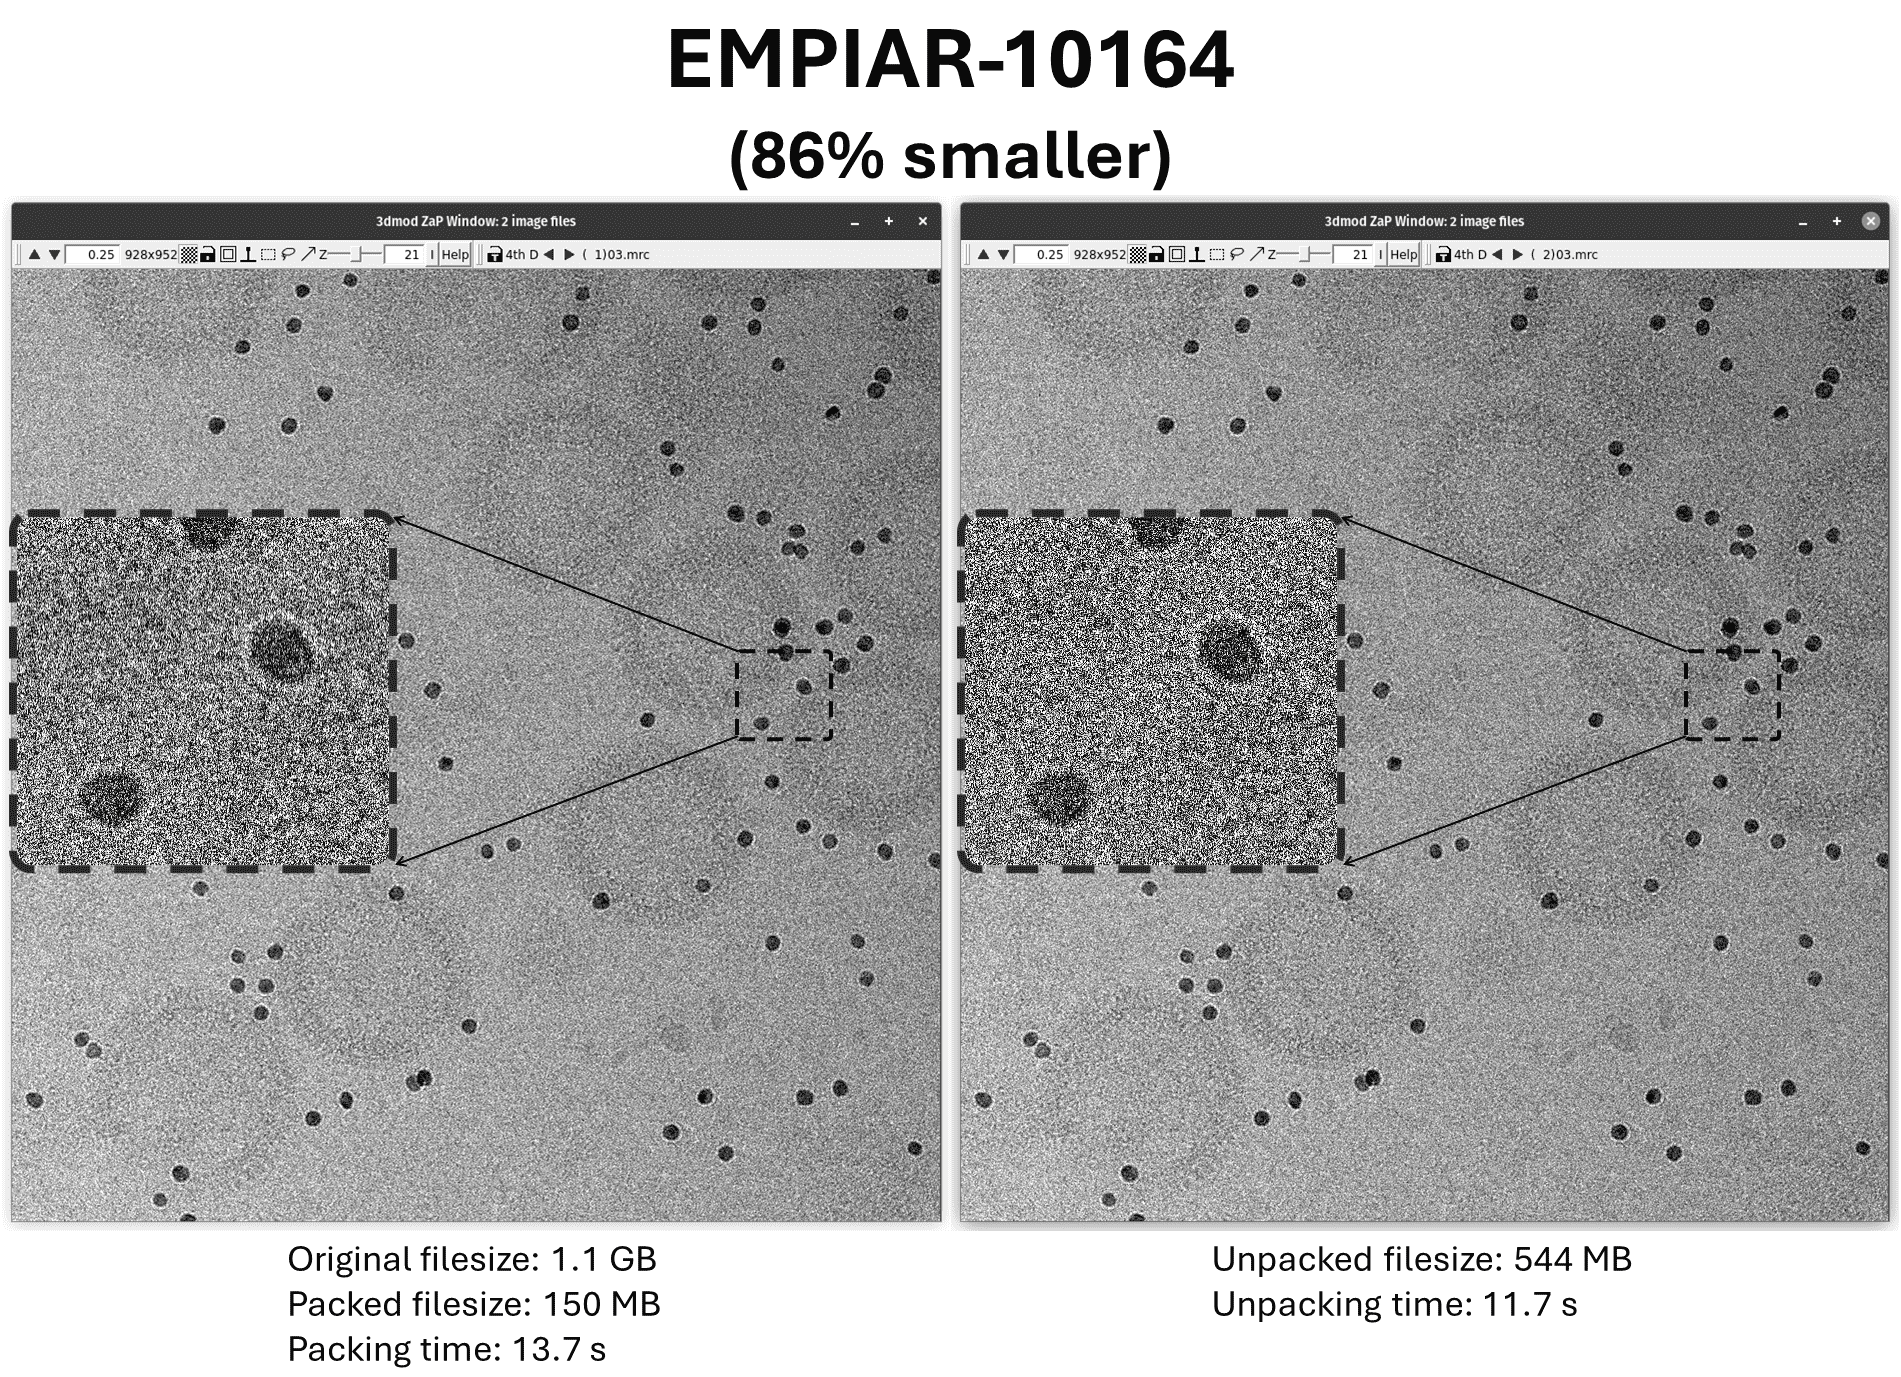 EMPIAR-10164
(86% smaller)
3dmod ZaP Window: 2 image files
0.25 928x952 Z 21 I Help 4th D ( 1)03.mrc
3dmod ZaP Window: 2 image files
0.25 928x952 Z 21 I Help 4th D ( 2)03.mrc
Original filesize: 1.1 GB
Packed filesize: 150 MB
Packing time: 13.7 s
Unpacked filesize: 544 MB
Unpacking time: 11.7 s